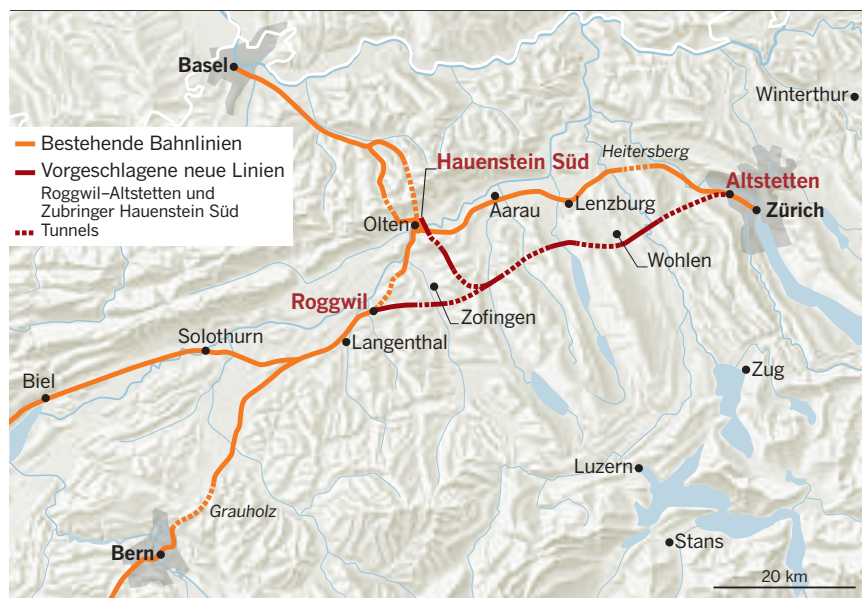 Basel
Winterthur
Bestehende Bahnlinien
Vorgeschlagene neue Linien
Roggwil–Altstetten und
Zubringer Hauenstein Süd
Tunnels
Hauenstein Süd
Heitersberg
Altstetten
Aarau
Lenzburg
Zürich
Olten
Wohlen
Roggwil
Zofingen
Solothurn
Langenthal
Biel
Zug
Luzern
Grauholz
Stans
Bern
20 km